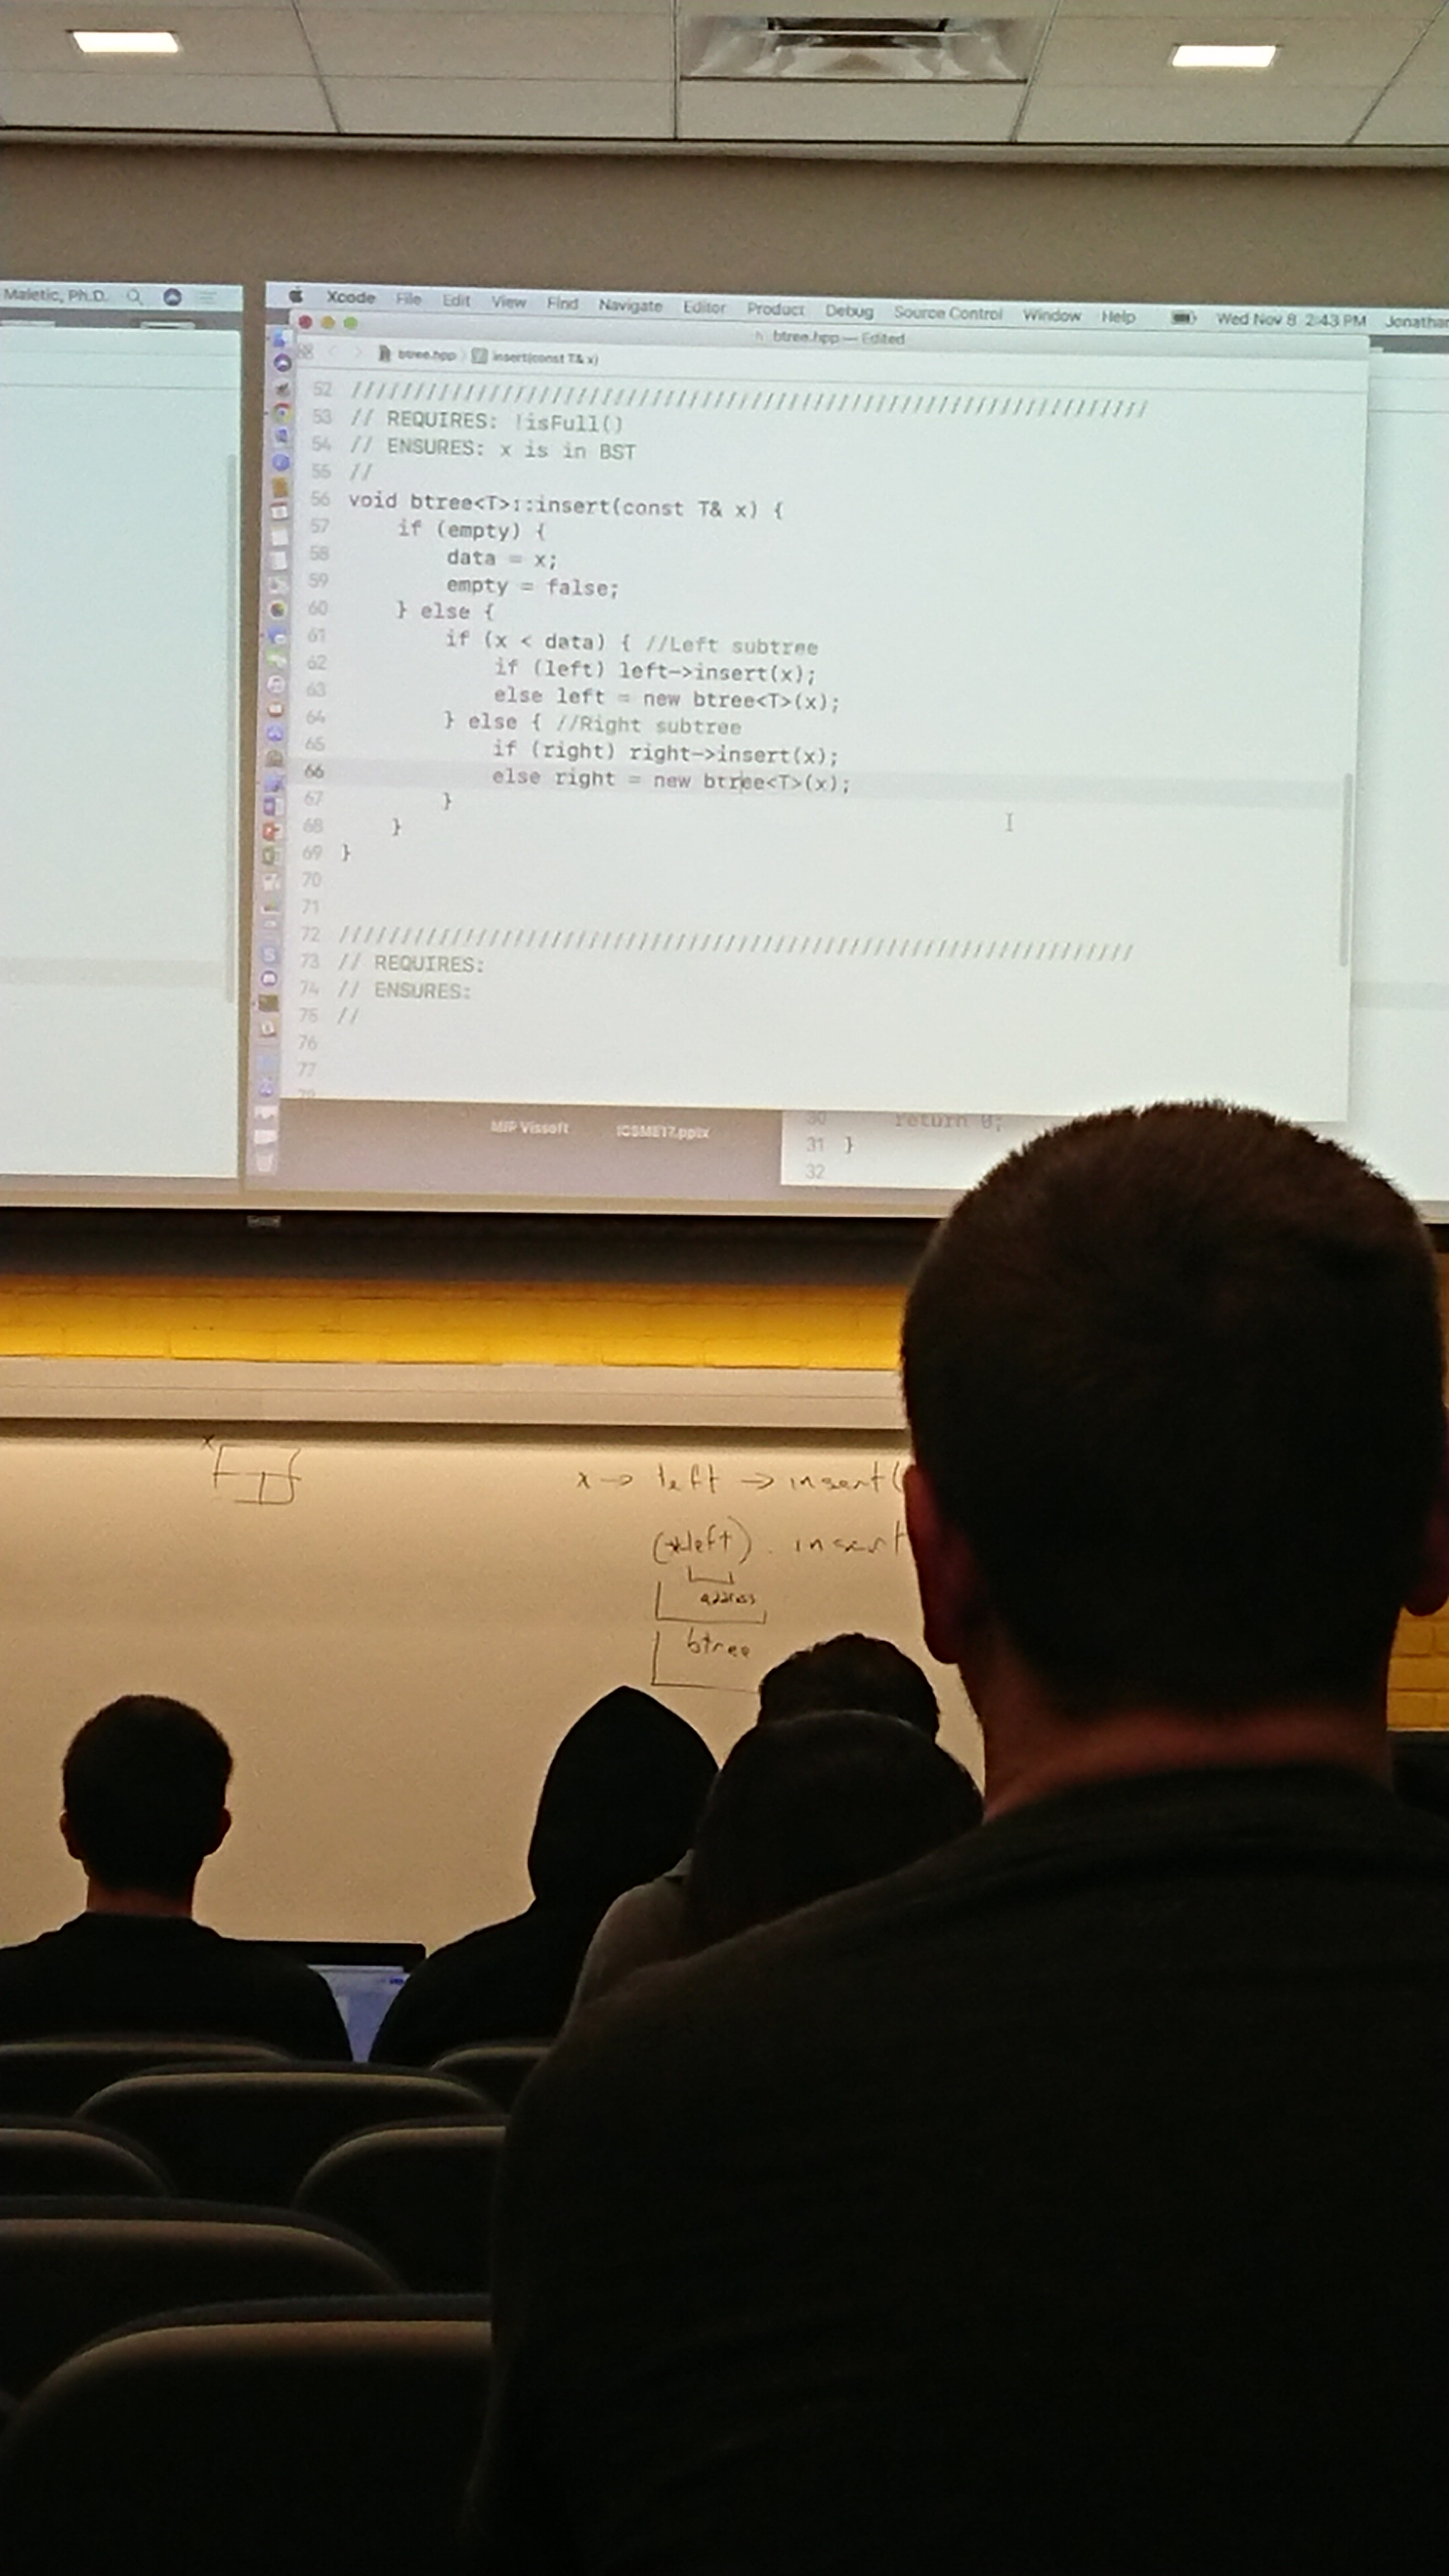 Maletic, Ph.D.
Xcode File Edit View Find Navigate Editor Product Debug Source Control Window Help Wed Nov 8 2:43 PM Jonatha
btree.hpp — Edited
btree.hpp insert(const T& x)
52 //////////////////////////////////////////////////////////////////
53 // REQUIRES: !isFull()
54 // ENSURES: x is in BST
55 //
56 void btree<T>::insert(const T& x) {
57 if (empty) {
58 data = x;
59 empty = false;
60 } else {
61 if (x < data) { //Left subtree
62 if (left) left->insert(x);
63 else left = new btree<T>(x);
64 } else { //Right subtree
65 if (right) right->insert(x);
66 else right = new btree<T>(x);
67 }
68 }
69 }
70
71
72 //////////////////////////////////////////////////////////////////
73 // REQUIRES:
74 // ENSURES:
75 //
76
77
MIP Vissoft ICSME17.pptx
30 return 0;
31 }
32
x
x → left → insert(
(*left) . insert
address
btree